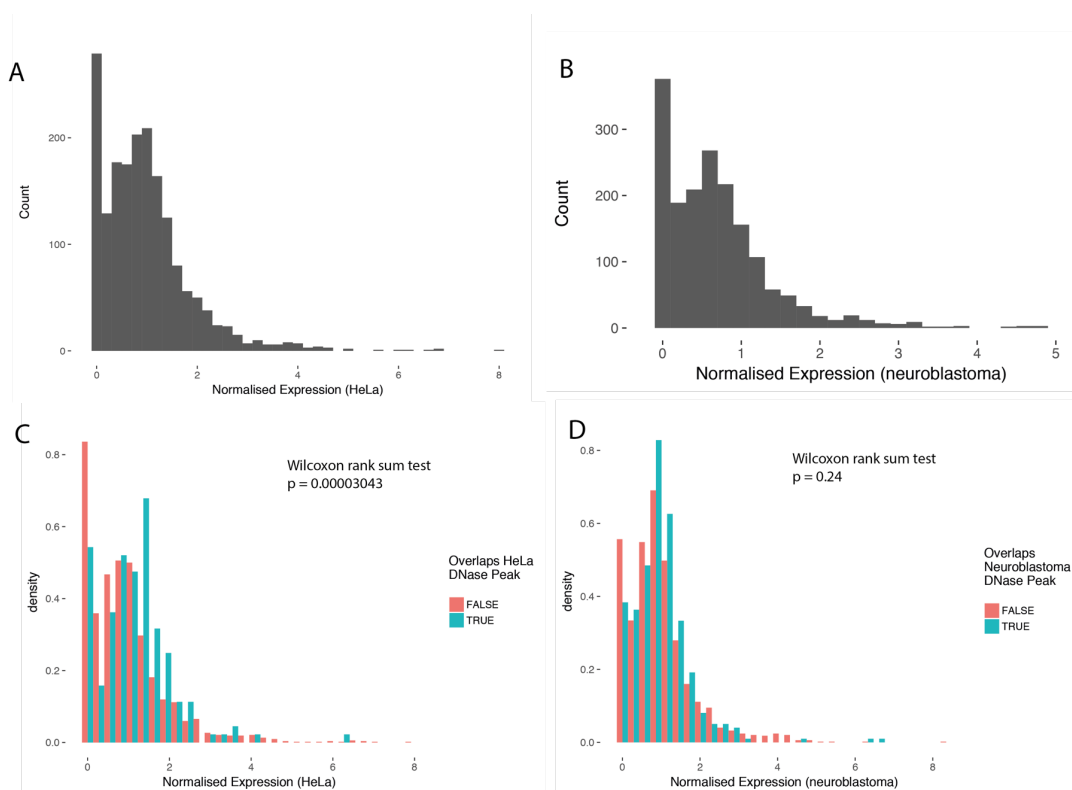 A
200 -
100 -
0 -
Count
0
2
4
6
8
Normalised Expression (HeLa)
B
300 -
200 -
100 -
0 -
Count
0
1
2
3
4
5
Normalised Expression (neuroblastoma)
C
0.8 -
0.6 -
0.4 -
0.2 -
0.0 -
density
Wilcoxon rank sum test
p = 0.00003043
Overlaps HeLa
DNase Peak
FALSE
TRUE
0
2
4
6
8
Normalised Expression (HeLa)
D
0.8 -
0.6 -
0.4 -
0.2 -
0.0 -
density
Wilcoxon rank sum test
p = 0.24
Overlaps
Neuroblastoma
DNase Peak
FALSE
TRUE
0
2
4
6
8
Normalised Expression (neuroblastoma)